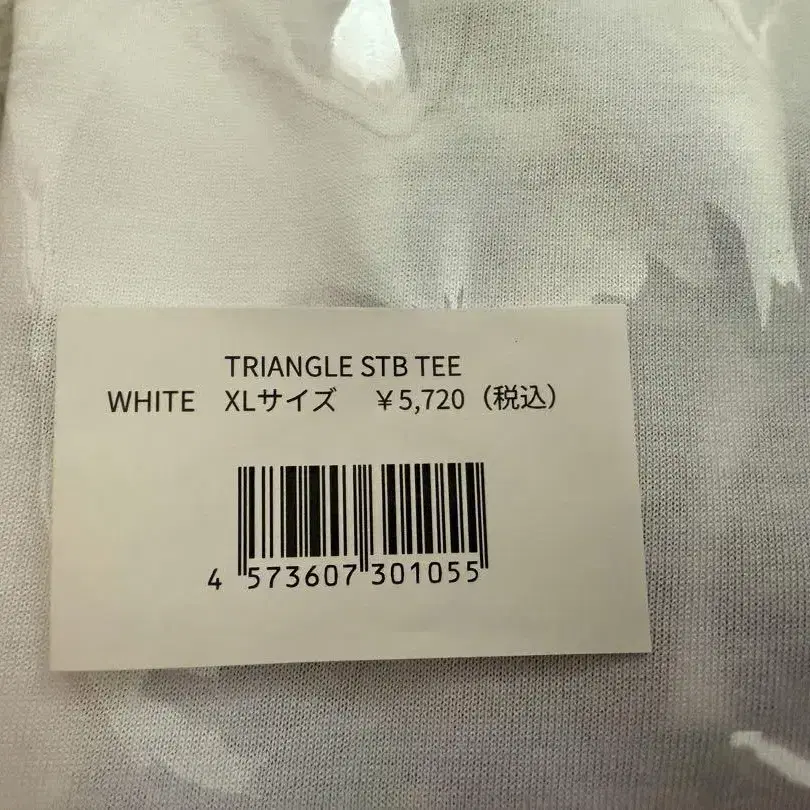 TRIANGLE STB TEE
WHITE XLサイズ ￥5,720（税込）
4 573607 301055